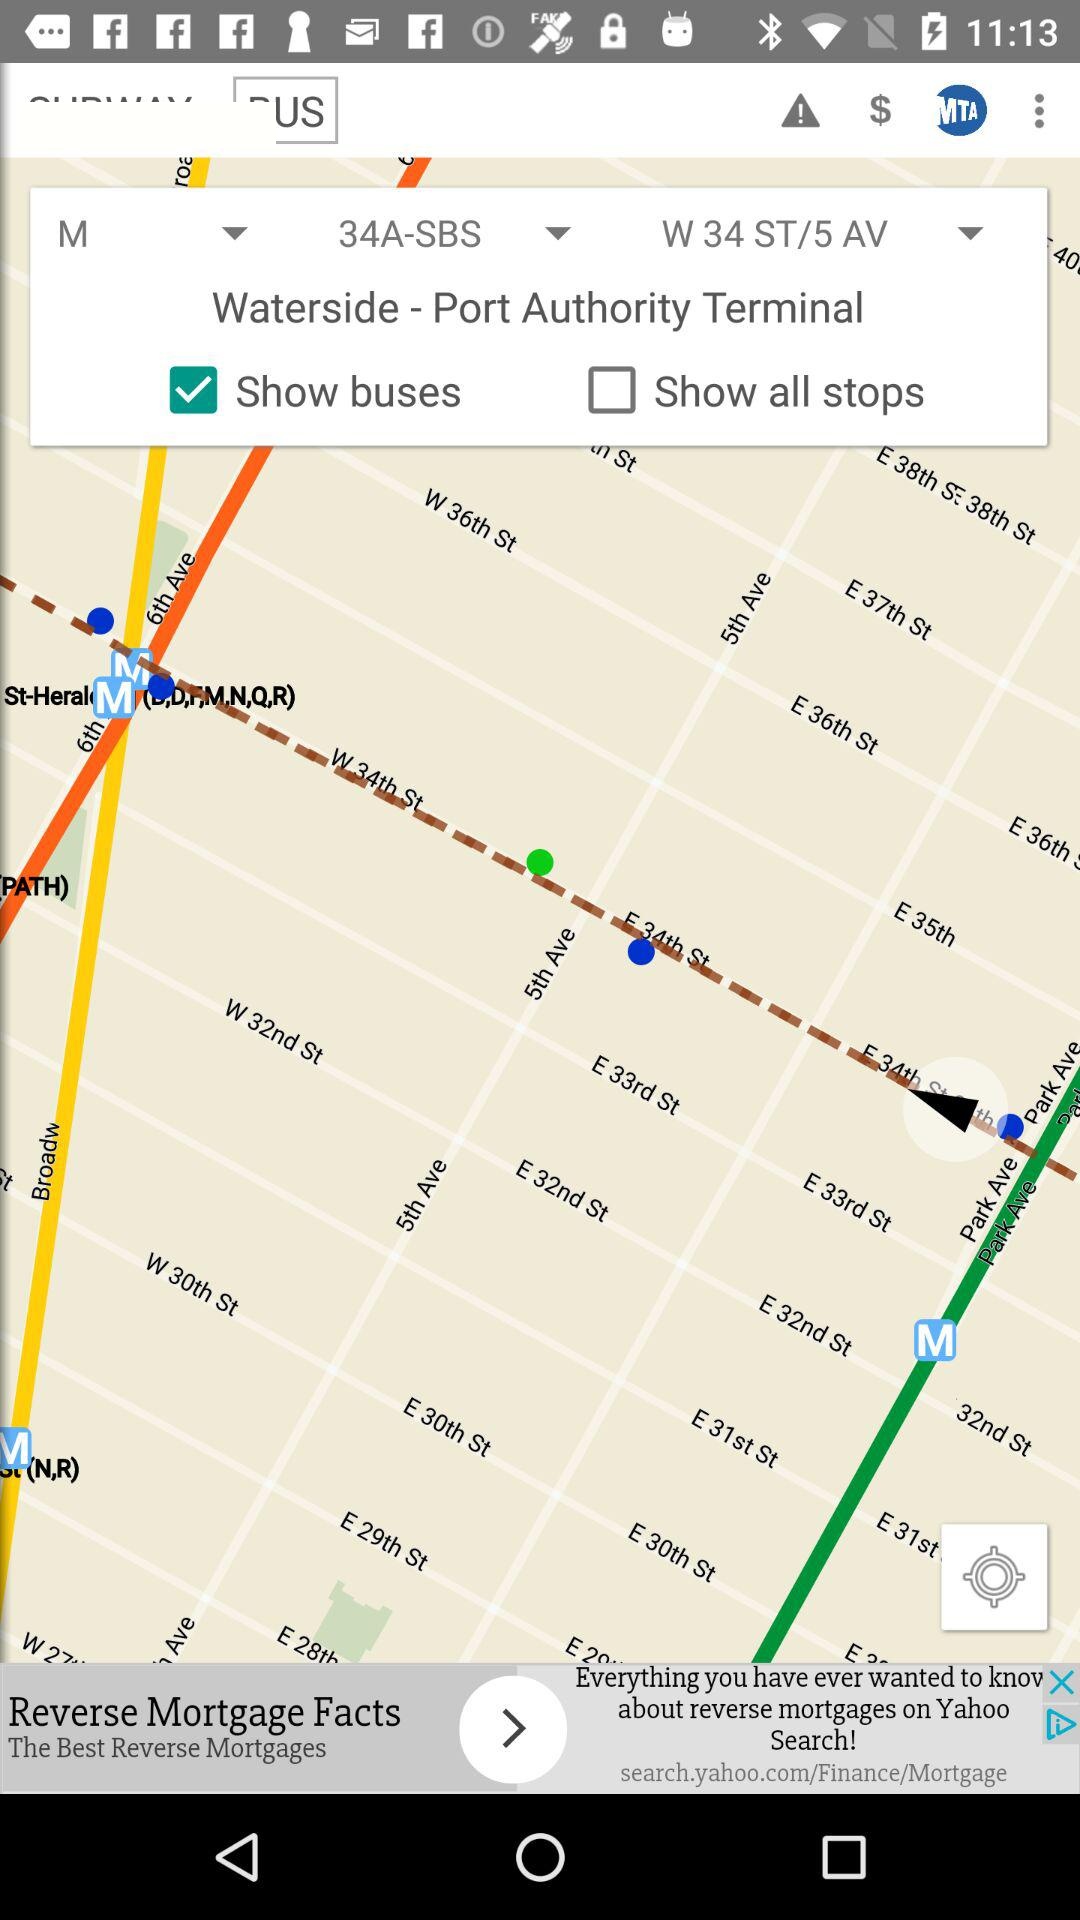 FAKE
11:13
BUS
$
MTA
M
34A-SBS
W 34 ST/5 AV
Waterside - Port Authority Terminal
Show buses
Show all stops
E 38th St
E 38th St
W 36th St
6th Ave
5th Ave
E 37th St
M
M
St-Heral (B,D,F,M,N,Q,R)
6th
E 36th St
W 34th St
E 36th S
(PATH)
E 35th
E 34th St
5th Ave
W 32nd St
E 33rd St
E 34th St
Park Ave
Broadw
5th Ave
E 32nd St
E 33rd St
Park Ave
Park Ave
W 30th St
E 32nd St
M
E 30th St
E 31st St
32nd St
M
St (N,R)
E 29th St
E 30th St
E 31st
E 28th
Ave
Reverse Mortgage Facts
The Best Reverse Mortgages
Everything you have ever wanted to know
about reverse mortgages on Yahoo
Search!
search.yahoo.com/Finance/Mortgage